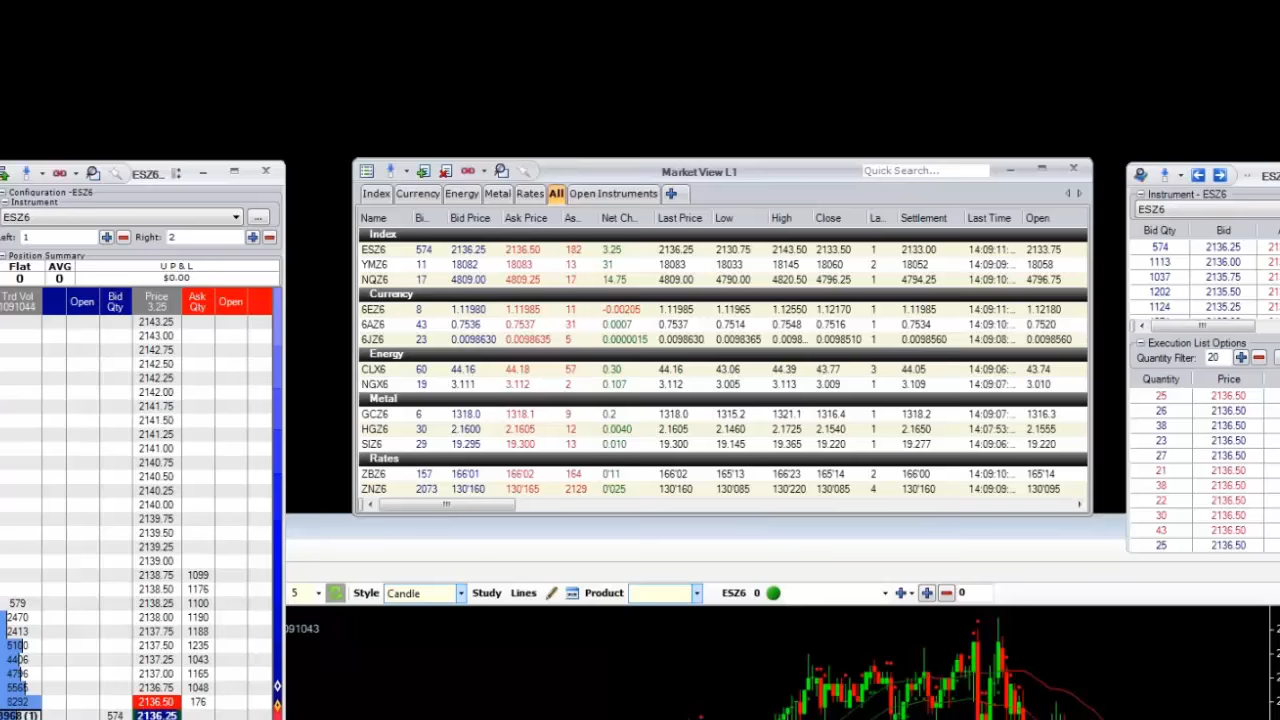 ESZ6..
Configuration -ESZ6
Instrument
ESZ6
...
Left: 1 Right: 2
Position Summary
Flat AVG U P & L
0 0 $0.00
Trd Vol Open Bid Qty Price Ask Qty Open
1091044 3.25
2143.25
2143.00
2142.75
2142.50
2142.25
2142.00
2141.75
2141.50
2141.25
2141.00
2140.75
2140.50
2140.25
2140.00
2139.75
2139.50
2139.25
2139.00
2138.75 1099
2138.50 1176
579 2138.25 1100
2470 2138.00 1190
2413 2137.75 1188
5100 2137.50 1235
4406 2137.25 1043
4796 2137.00 1165
5565 2136.75 1048
8292 2136.50 176
3968 (1) 574 2136.25
Market View L1 Quick Search...
Index Currency Energy Metal Rates All Open Instruments
Name Bi... Bid Price Ask Price As... Net Ch... Last Price Low High Close La... Settlement Last Time Open
Index
ESZ6 574 2136.25 2136.50 182 3.25 2136.25 2130.75 2143.50 2133.50 1 2133.00 14:09:11:... 2133.75
YMZ6 11 18082 18083 13 31 18083 18033 18145 18060 2 18052 14:09:09:... 18058
NQZ6 17 4809.00 4809.25 17 14.75 4809.00 4790.00 4820.50 4796.25 1 4794.25 14:09:10:... 4796.75
Currency
6EZ6 8 1.11980 1.11985 11 -0.00205 1.11985 1.11965 1.12550 1.12170 1 1.11985 14:09:09:... 1.12180
6AZ6 43 0.7536 0.7537 31 0.0007 0.7537 0.7514 0.7548 0.7516 1 0.7534 14:09:10:... 0.7520
6JZ6 23 0.0098630 0.0098635 5 0.0000015 0.0098630 0.0098365 0.0098... 0.0098510 1 0.0098560 14:09:08:... 0.0098560
Energy
CLX6 60 44.16 44.18 57 0.30 44.16 43.06 44.39 43.77 3 44.05 14:09:06:... 43.74
NGX6 19 3.111 3.112 2 0.107 3.112 3.005 3.113 3.009 1 3.109 14:09:07:... 3.010
Metal
GCZ6 6 1318.0 1318.1 9 0.2 1318.0 1315.2 1321.1 1316.4 1 1318.2 14:09:07:... 1316.3
HGZ6 30 2.1600 2.1605 12 0.0040 2.1605 2.1460 2.1725 2.1540 1 2.1650 14:07:53:... 2.1555
SIZ6 29 19.295 19.300 13 0.010 19.300 19.145 19.365 19.220 1 19.277 14:09:06:... 19.220
Rates
ZBZ6 157 166'01 166'02 164 0'11 166'02 165'13 166'23 165'14 2 166'00 14:09:10:... 165'14
ZNZ6 2073 130'160 130'165 2129 0'025 130'160 130'085 130'220 130'085 4 130'160 14:09:09:... 130'095
5 Style Candle Study Lines Product ESZ6 0 0
091043
Instrument - ESZ6
ESZ6
Bid Qty Bid
574 2136.25
1113 2136.00
1037 2135.75
1202 2135.50
1124 2135.25
Execution List Options
Quantity Filter: 20
Quantity Price
25 2136.50
26 2136.50
38 2136.50
23 2136.50
27 2136.50
21 2136.50
38 2136.50
22 2136.50
30 2136.50
43 2136.50
25 2136.50